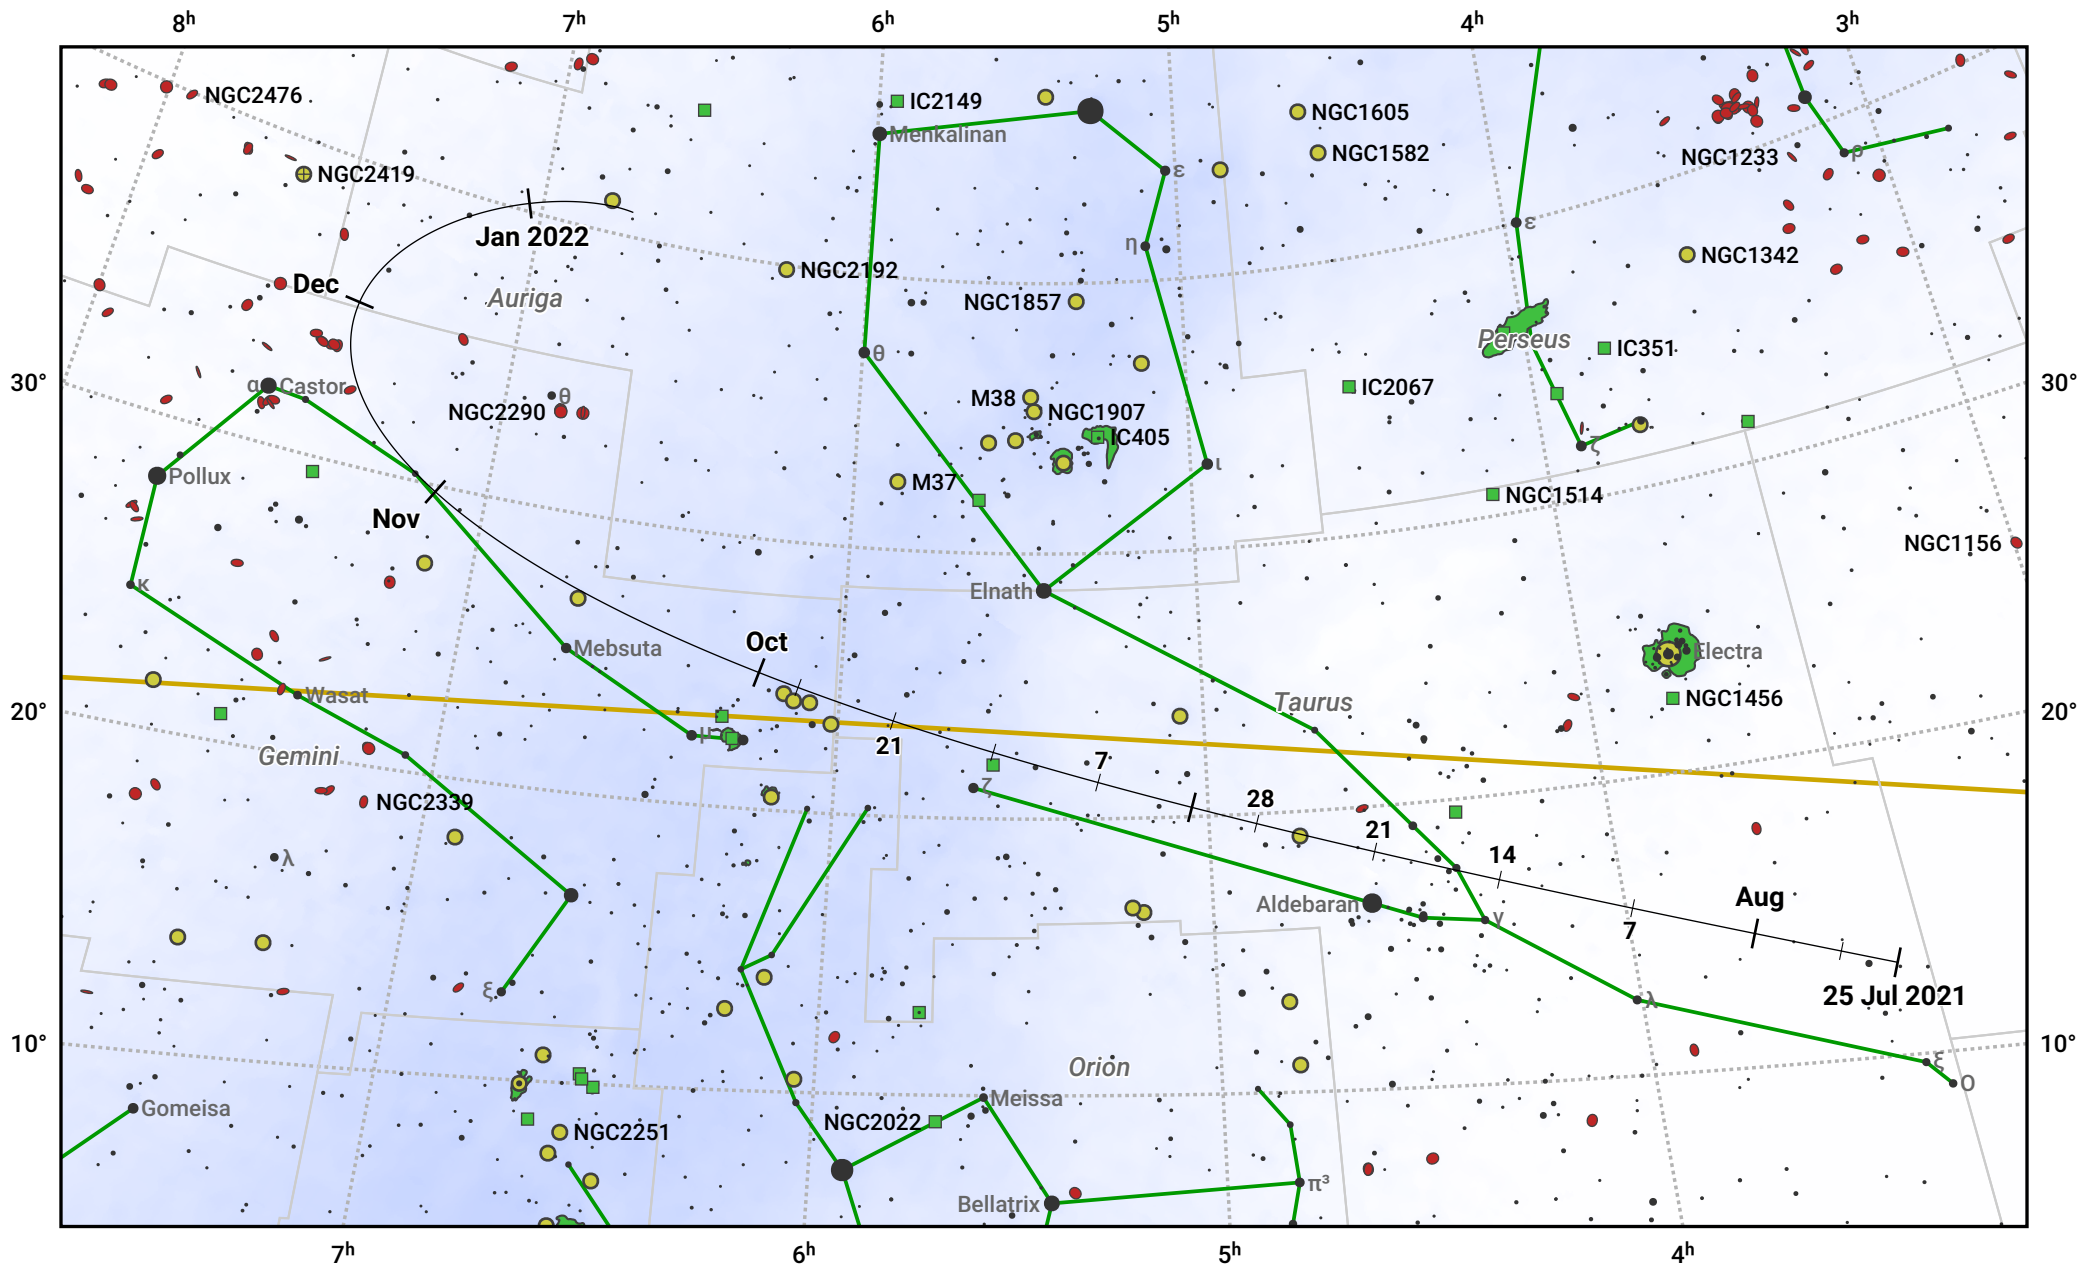 8ʰ 7ʰ 6ʰ 5ʰ 4ʰ 3ʰ
NGC2476
IC2149
NGC1605
Menkalinan
NGC1582
ρ
NGC1233
NGC2419
ε
ε
Jan 2022
η
NGC1342
NGC2192
Dec
Auriga
NGC1857
Perseus
IC351
θ
30°
α Castor
θ
IC2067
30°
M38
NGC2290
NGC1907
IC405
ζ
ι
Pollux
M37
NGC1514
Nov
NGC1156
κ
Elnath
Oct
Mebsuta
Electra
Wasat
NGC1456
Taurus
20°
20°
μ
21
Gemini
7
ζ
28
NGC2339
21
14
λ
Aug
Aldebaran
γ
7
ξ
25 Jul 2021
λ
10°
10°
Orion
ξ
ο
Gomeisa
Meissa
NGC2022
NGC2251
π³
Bellatrix
7ʰ 6ʰ 5ʰ 4ʰ